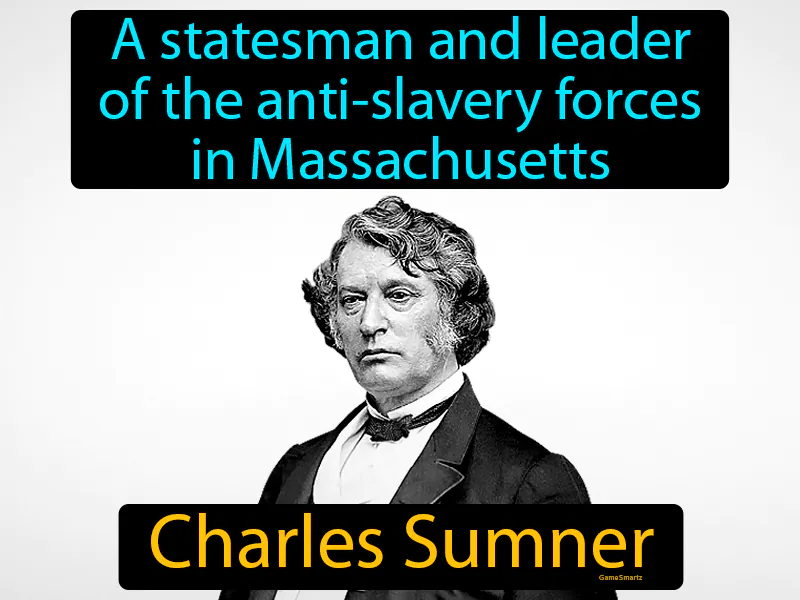 A statesman and leader
of the anti-slavery forces
in Massachusetts
Charles Sumner
GameSmartz